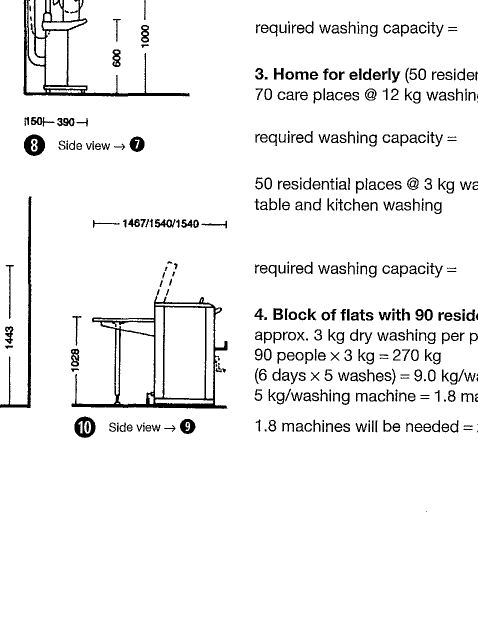 600
1000
150 390
8 Side view → 7
1467/1540/1540
1443
1028
10 Side view → 9
required washing capacity =
3. Home for elderly (50 resider
70 care places @ 12 kg washing
required washing capacity =
50 residential places @ 3 kg wa
table and kitchen washing
required washing capacity =
4. Block of flats with 90 reside
approx. 3 kg dry washing per p
90 people × 3 kg = 270 kg
(6 days × 5 washes) = 9.0 kg/wa
5 kg/washing machine = 1.8 ma
1.8 machines will be needed =